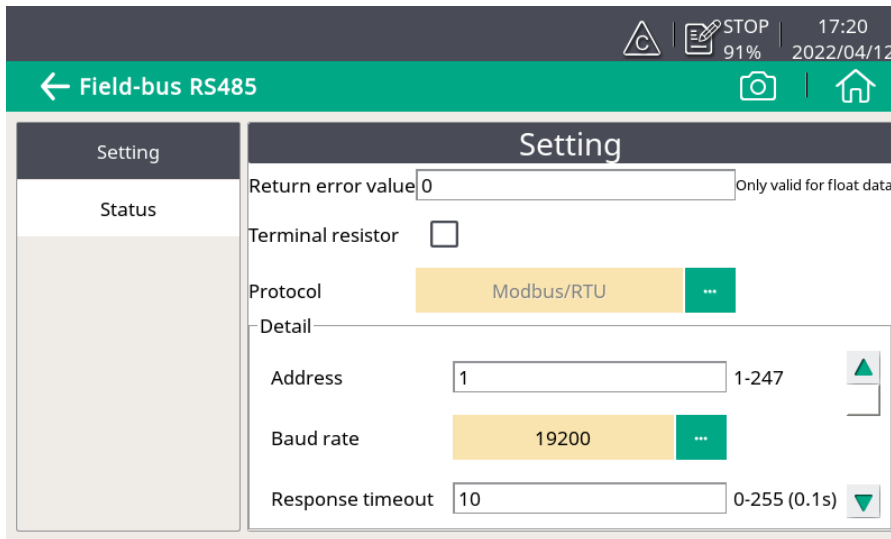 C STOP 17:20
91% 2022/04/12
Field-bus RS485
Setting
Status
Setting
Return error value 0 Only valid for float data
Terminal resistor
Protocol Modbus/RTU ...
Detail
Address 1 1-247
Baud rate 19200 ...
Response timeout 10 0-255 (0.1s)